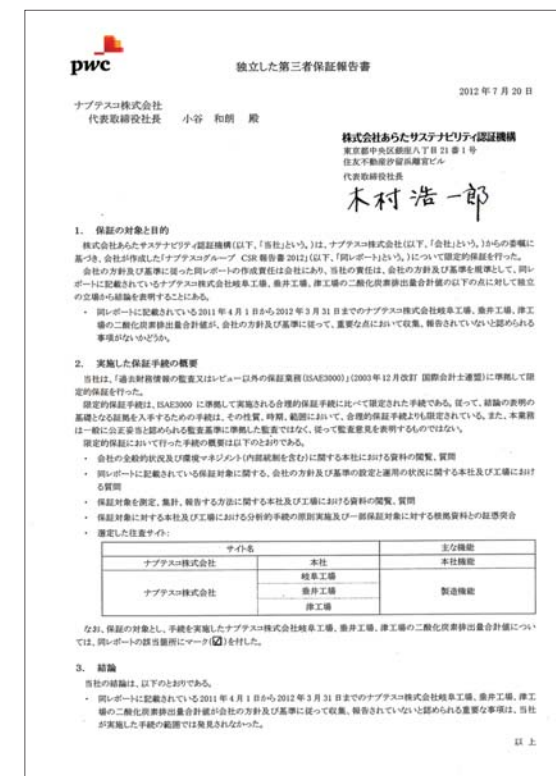 pwc
独立した第三者保証報告書
2012 年 7 月 20 日
ナブテスコ株式会社
代表取締役社長 小谷 和朗 殿
株式会社あらたサステナビリティ認証機構
東京都中央区銀座八丁目 21 番 1 号
住友不動産汐留浜離宮ビル
代表取締役社長
木村 浩一郎
1. 保証の対象と目的
株式会社あらたサステナビリティ認証機構(以下、「当社」という。)は、ナブテスコ株式会社(以下、「会社」という。)からの委嘱に
基づき、会社が作成した「ナブテスコグループ CSR 報告書 2012」(以下、「同レポート」という。)について限定的保証を行った。
会社の方針及び基準に従った同レポートの作成責任は会社にあり、当社の責任は、会社の方針及び基準を規準として、同レ
ポートに記載されているナブテスコ株式会社岐阜工場、垂井工場、津工場の二酸化炭素排出量合計値の以下の点に対して独立
の立場から結論を表明することにある。
・ 同レポートに記載されている 2011 年 4 月 1 日から 2012 年 3 月 31 日までのナブテスコ株式会社岐阜工場、垂井工場、津工
場の二酸化炭素排出量合計値が、会社の方針及び基準に従って、重要な点において収集、報告されていないと認められる
事項がないかどうか。
2. 実施した保証手続の概要
当社は、「過去財務情報の監査又はレビュー以外の保証業務(ISAE3000)」(2003年12月改訂 国際会計士連盟)に準拠して限
定的保証を行った。
限定的保証手続は、ISAE3000 に準拠して実施される合理的保証手続に比べて限定された手続である。従って、結論の表明の
基礎となる証拠を入手するための手続は、その性質、時期、範囲において、合理的保証手続よりも限定されている。また、本業務
は一般に公正妥当と認められる監査基準に準拠した監査ではなく、従って監査意見を表明するものではない。
限定的保証において行った手続の概要は以下のとおりである。
・ 会社の全般的状況及び環境マネジメント(内部統制を含む)に関する本社における資料の閲覧、質問
・ 同レポートに記載されている保証対象に関する、会社の方針及び基準の設定と運用の状況に関する本社及び工場におけ
る質問
・ 保証対象を測定、集計、報告する方法に関する本社及び工場における資料の閲覧、質問
・ 保証対象に対する本社及び工場における分析的手続の原則実施及び一部保証対象に対する根拠資料との証憑突合
・ 選定した往査サイト:
サイト名 主な機能
ナブテスコ株式会社 本社 本社機能
岐阜工場
ナブテスコ株式会社 垂井工場 製造機能
津工場
なお、保証の対象とし、手続を実施したナブテスコ株式会社岐阜工場、垂井工場、津工場の二酸化炭素排出量合計値につい
ては、同レポートの該当箇所にマーク(☑)を付した。
3. 結論
当社の結論は、以下のとおりである。
・ 同レポートに記載されている 2011 年 4 月 1 日から 2012 年 3 月 31 日までのナブテスコ株式会社岐阜工場、垂井工場、津工
場の二酸化炭素排出量合計値が会社の方針及び基準に従って収集、報告されていないと認められる重要な事項は、当社
が実施した手続の範囲では発見されなかった。
以 上